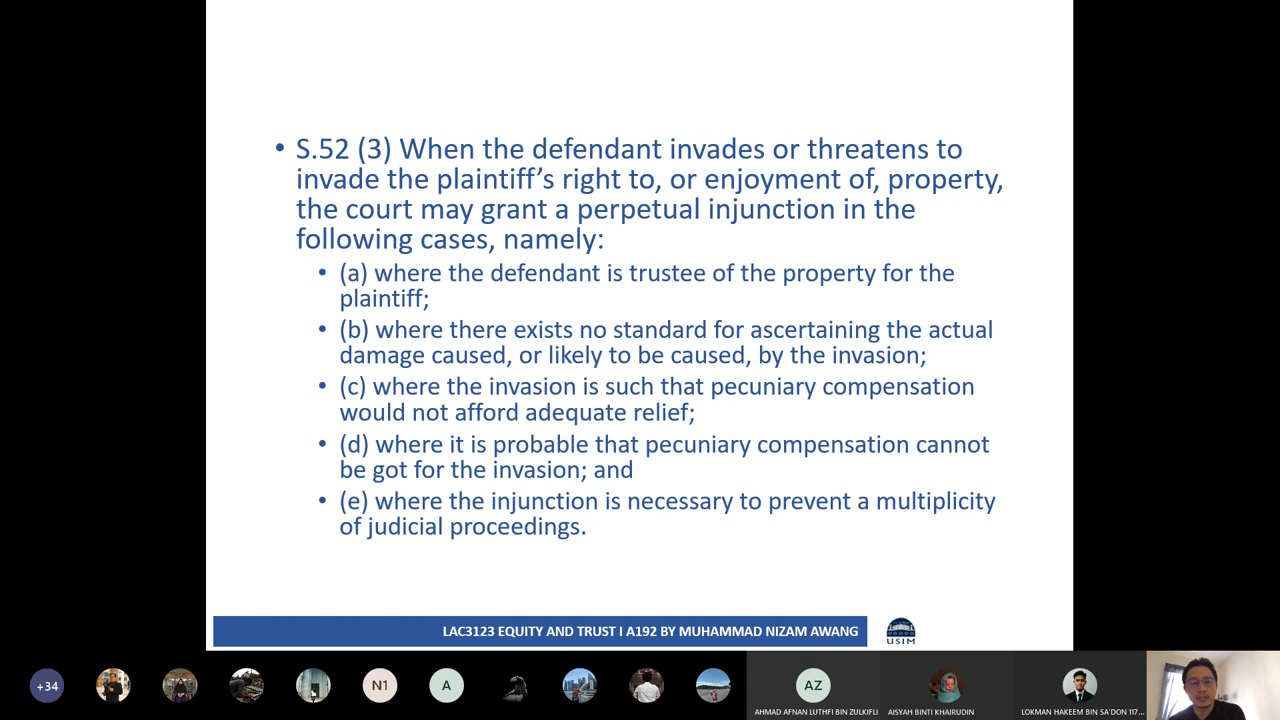 • S.52 (3) When the defendant invades or threatens to
invade the plaintiff’s right to, or enjoyment of, property,
the court may grant a perpetual injunction in the
following cases, namely:
• (a) where the defendant is trustee of the property for the
plaintiff;
• (b) where there exists no standard for ascertaining the actual
damage caused, or likely to be caused, by the invasion;
• (c) where the invasion is such that pecuniary compensation
would not afford adequate relief;
• (d) where it is probable that pecuniary compensation cannot
be got for the invasion; and
• (e) where the injunction is necessary to prevent a multiplicity
of judicial proceedings.
LAC3123 EQUITY AND TRUST I A192 BY MUHAMMAD NIZAM AWANG
USIM
+34
N1
A
AZ
AHMAD AFNAN LUTHFI BIN ZULKIFLI
AISYAH BINTI KHAIRUDIN
LOKMAN HAKEEM BIN SA'DON 117...